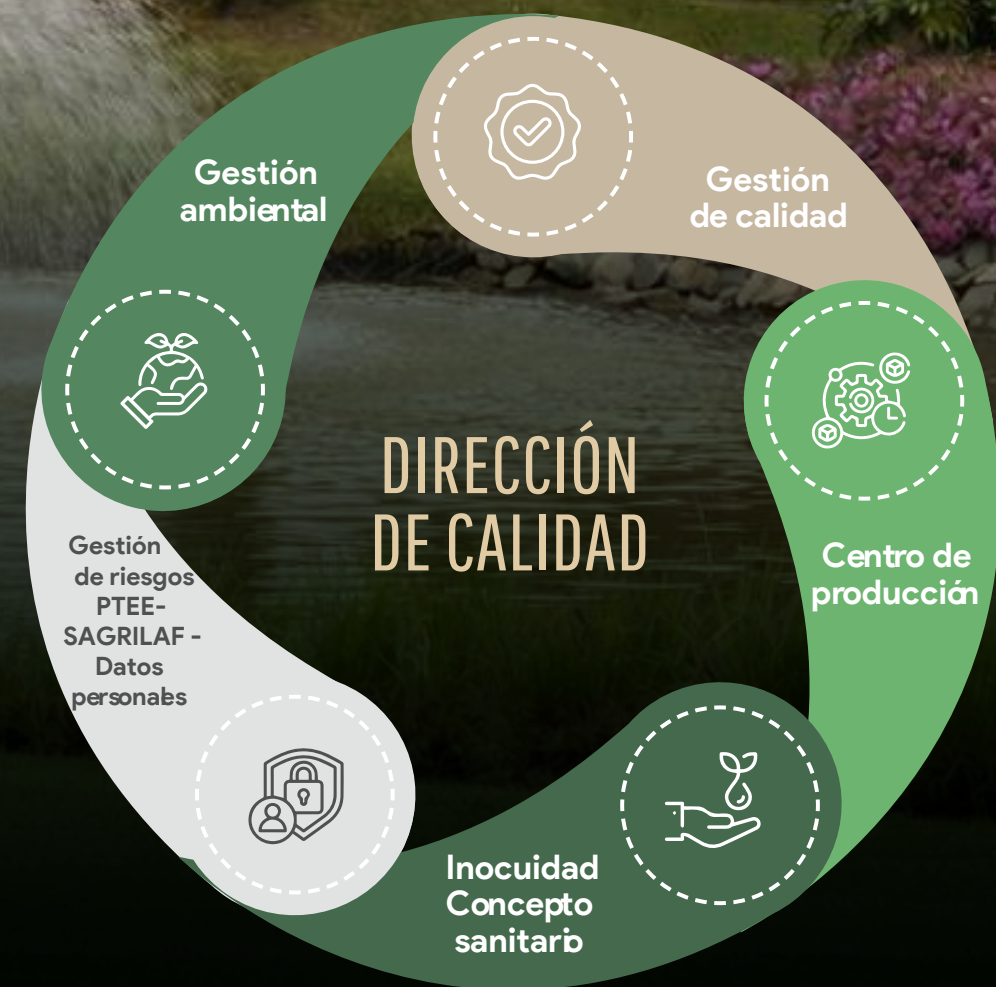 Gestión
ambiental
Gestión
de calidad
DIRECCIÓN
DE CALIDAD
Centro de
producción
Gestión
de riesgos
PTEE-
SAGRILAF -
Datos
personales
Inocuidad
Concepto
sanitario